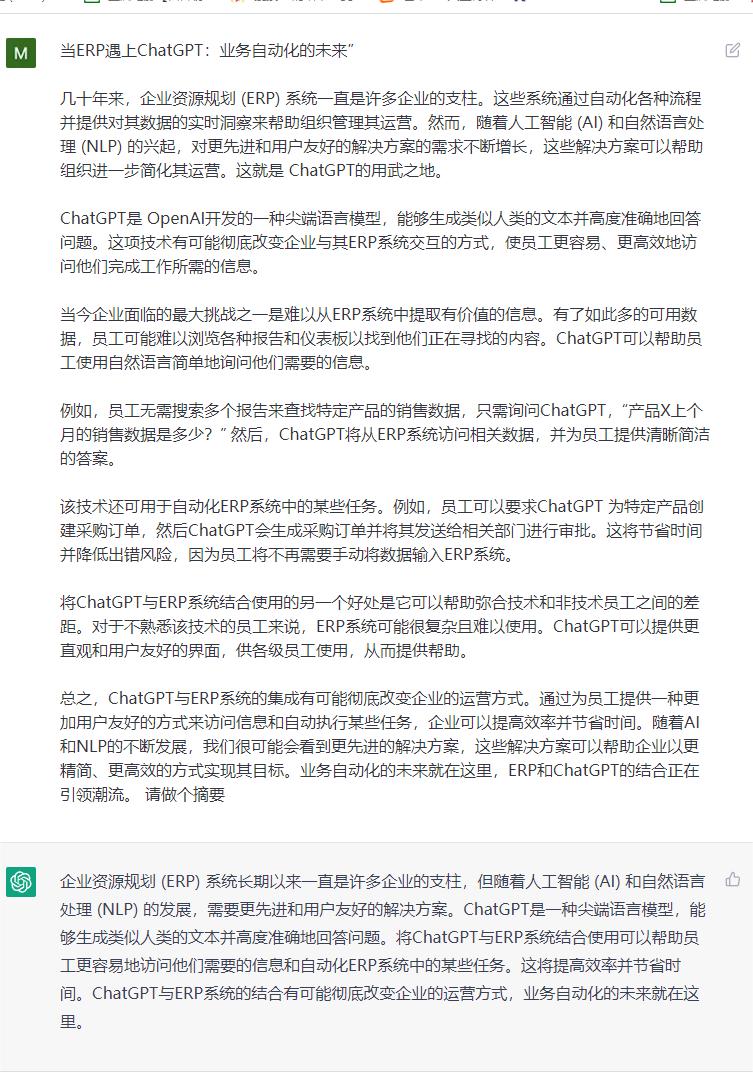 M
当ERP遇上ChatGPT：业务自动化的未来”
几十年来，企业资源规划 (ERP) 系统一直是许多企业的支柱。这些系统通过自动化各种流程
并提供对其数据的实时洞察来帮助组织管理其运营。然而，随着人工智能 (AI) 和自然语言处
理 (NLP) 的兴起，对更先进和用户友好的解决方案的需求不断增长，这些解决方案可以帮助
组织进一步简化其运营。这就是 ChatGPT的用武之地。
ChatGPT是 OpenAI开发的一种尖端语言模型，能够生成类似人类的文本并高度准确地回答
问题。这项技术有可能彻底改变企业与其ERP系统交互的方式，使员工更容易、更高效地访
问他们完成工作所需的信息。
当今企业面临的最大挑战之一是难以从ERP系统中提取有价值的信息。有了如此多的可用数
据，员工可能难以浏览各种报告和仪表板以找到他们正在寻找的内容。ChatGPT可以帮助员
工使用自然语言简单地询问他们需要的信息。
例如，员工无需搜索多个报告来查找特定产品的销售数据，只需询问ChatGPT，“产品X上个
月的销售数据是多少？” 然后，ChatGPT将从ERP系统访问相关数据，并为员工提供清晰简洁
的答案。
该技术还可用于自动化ERP系统中的某些任务。例如，员工可以要求ChatGPT 为特定产品创
建采购订单，然后ChatGPT会生成采购订单并将其发送给相关部门进行审批。这将节省时间
并降低出错风险，因为员工将不再需要手动将数据输入ERP系统。
将ChatGPT与ERP系统结合使用的另一个好处是它可以帮助弥合技术和非技术员工之间的差
距。对于不熟悉该技术的员工来说，ERP系统可能很复杂且难以使用。ChatGPT可以提供更
直观和用户友好的界面，供各级员工使用，从而提供帮助。
总之，ChatGPT与ERP系统的集成有可能彻底改变企业的运营方式。通过为员工提供一种更
加用户友好的方式来访问信息和自动执行某些任务，企业可以提高效率并节省时间。随着AI
和NLP的不断发展，我们很可能会看到更先进的解决方案，这些解决方案可以帮助企业以更
精简、更高效的方式实现其目标。业务自动化的未来就在这里，ERP和ChatGPT的结合正在
引领潮流。 请做个摘要
企业资源规划 (ERP) 系统长期以来一直是许多企业的支柱，但随着人工智能 (AI) 和自然语言
处理 (NLP) 的发展，需要更先进和用户友好的解决方案。ChatGPT是一种尖端语言模型，能
够生成类似人类的文本并高度准确地回答问题。将ChatGPT与ERP系统结合使用可以帮助员
工更容易地访问他们需要的信息和自动化ERP系统中的某些任务。这将提高效率并节省时
间。ChatGPT与ERP系统的结合有可能彻底改变企业的运营方式，业务自动化的未来就在这
里。